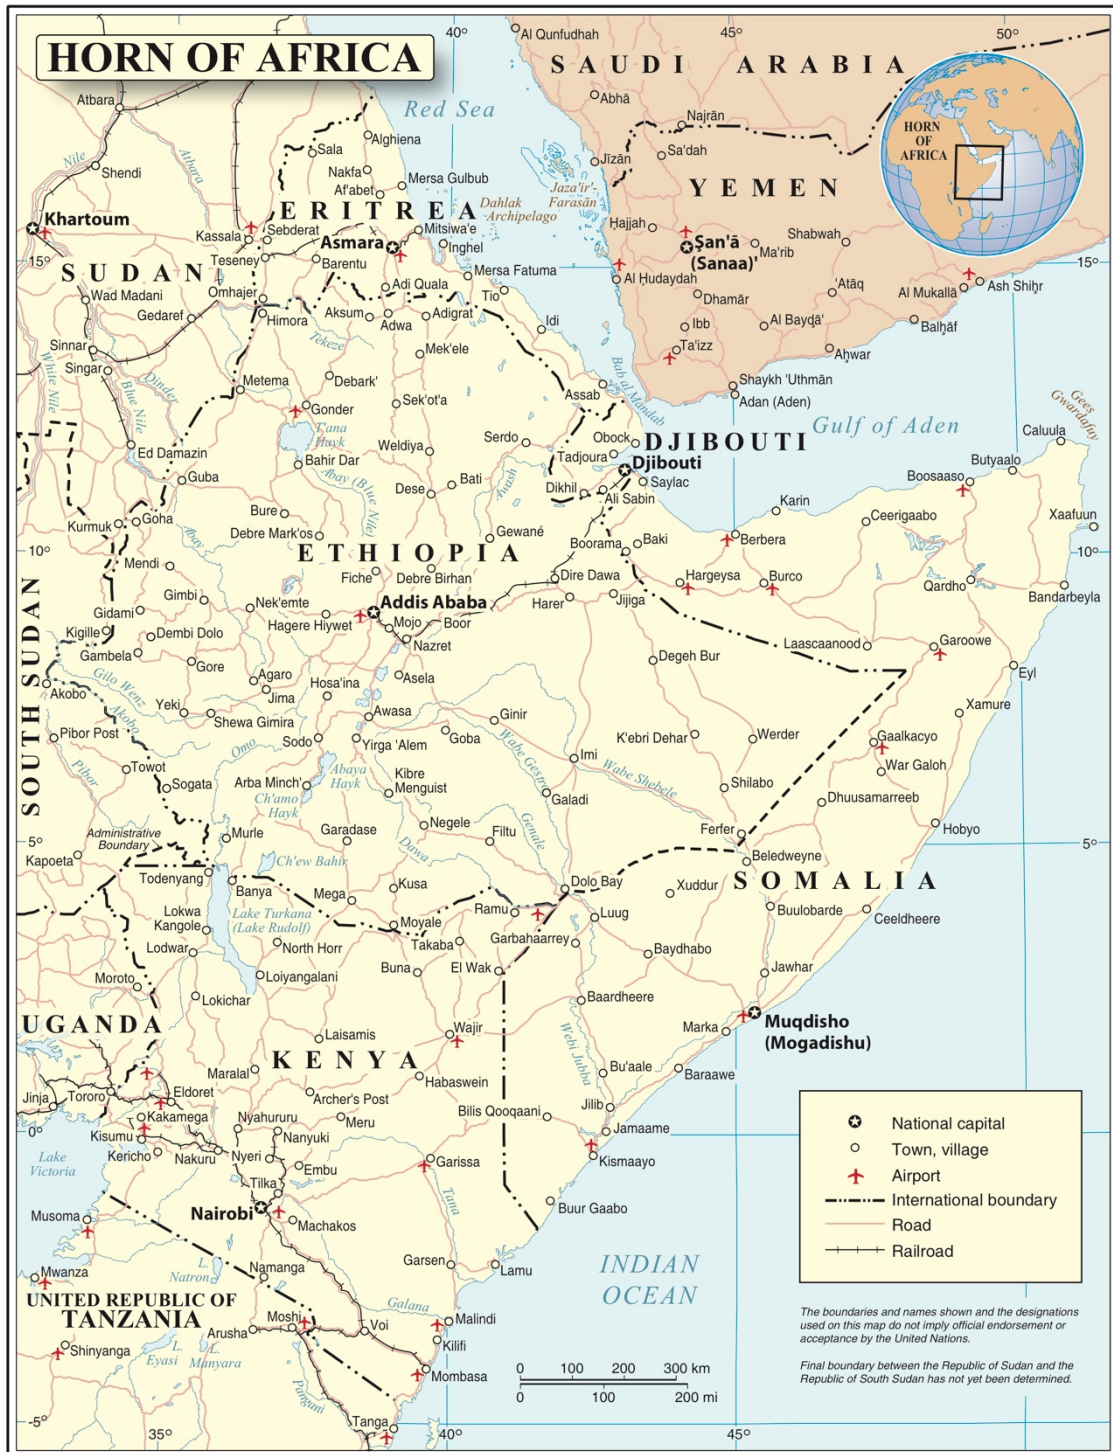 HORN OF AFRICA
40°
45°
50°
Al Qunfudhah
SAUDI ARABIA
Red Sea
Abhā
Atbara
Najrān
HORN
OF
AFRICA
Alghiena
Sala
Sa'dah
Jīzān
Nile
Atbara
Shendi
Nakfa
Af'abet
Mersa Gulbub
Jaza'ir'-
Farasān
YEMEN
Dahlak
Archipelago
ERITREA
Khartoum
Kassala
Sebderat
Asmara
Mitsiwa'e
Inghel
Hajjah
Şan'ā
(Sanaa)'
Ma'rib
Shabwah
15°
15°
SUDAN
Teseney
Barentu
Mersa Fatuma
Al Ḩudaydah
'Atāq
Al Mukallā
Ash Shiḩr
Wad Madani
Omhajer
Adi Quala
Tio
Dhamār
Gedaref
Himora
Aksum
Adwa
Adigrat
Idi
Ibb
Al Bayḑā'
Balḩāf
Tekeze
Sinnar
Mek'ele
Ta'izz
Aḩwar
White Nile
Singar
Dinder
Blue Nile
Metema
Debark'
Bab al Mandab
Shaykh 'Uthmān
Adan (Aden)
Gonder
Sek'ot'a
Assab
Gees
Gwardafuy
T'ana
Hayk
Serdo
Obock
DJIBOUTI
Gulf of Aden
Caluula
Ed Damazin
Weldiya
Tadjoura
Djibouti
Butyaalo
Bahir Dar
Guba
Abay (Blue Nile)
Bati
Awash
Dese
Dikhil
Ali Sabin
Saylac
Boosaaso
Karin
Bure
Kurmuk
Goha
Debre Mark'os
Gewané
Ceerigaabo
Xaafuun
Abay
Boorama
Baki
Berbera
10°
10°
ETHIOPIA
Mendi
Fiche
Debre Birhan
Dire Dawa
Hargeysa
Burco
Qardho
Gimbi
Nek'emte
Addis Ababa
Harer
Jijiga
Bandarbeyla
Gidami
Hagere Hiywet
Mojo
Boor
Kigille
Dembi Dolo
Nazret
Laascaanood
Garoowe
Gambela
Gore
Degeh Bur
Eyl
SOUTH SUDAN
Gilo Wenz
Agaro
Asela
Akobo
Jima
Hosa'ina
Yeki
Shewa Gimira
Awasa
Ginir
Xamure
Akobo
Pibor Post
Omo
Sodo
Yirga 'Alem
Goba
K'ebri Dehar
Werder
Gaalkacyo
Wabe Gestro
Imi
Pibor
Towot
Abaya
Hayk
Wabe Shebele
War Galoh
Sogata
Arba Minch'
Kibre
Menguist
Shilabo
Ch'amo
Hayk
Galadi
Dhuusamarreeb
Administrative
Boundary
Murle
Garadase
Negele
Filtu
Genale
Ferfer
Hobyo
5°
5°
Kapoeta
Ch'ew Bahir
Dawa
Beledweyne
Todenyang
Banya
Mega
Kusa
Dolo Bay
Xuddur
SOMALIA
Lokwa
Kangole
Lake Turkana
(Lake Rudolf)
Moyale
Ramu
Luug
Buulobarde
Ceeldheere
Lodwar
North Horr
Takaba
Garbahaarrey
Baydhabo
Moroto
Loiyangalani
Buna
El Wak
Jawhar
Lokichar
Baardheere
UGANDA
Laisamis
Wajir
Marka
Muqdisho
(Mogadishu)
KENYA
Webi Jubba
Maralal
Habaswein
Bu'aale
Baraawe
Jinja
Tororo
Eldoret
Archer's Post
Bilis Qooqaani
Jilib
Kakamega
Nyahururu
Meru
0°
Kisumu
Nanyuki
Jamaame
Lake
Victoria
Kericho
Nakuru
Nyeri
Embu
Garissa
Kismaayo
Tilka
Musoma
Nairobi
Machakos
Tana
Buur Gaabo
INDIAN
OCEAN
Mwanza
L.
Natron
Namanga
Garsen
Lamu
UNITED REPUBLIC OF
TANZANIA
Moshi
Galana
Malindi
Arusha
Voi
Kilifi
Shinyanga
L.
Eyasi
L.
Manyara
Mombasa
Pangani
Tanga
-5°
35°
40°
45°
National capital
Town, village
Airport
International boundary
Road
Railroad
The boundaries and names shown and the designations
used on this map do not imply official endorsement or
acceptance by the United Nations.
Final boundary between the Republic of Sudan and the
Republic of South Sudan has not yet been determined.
0 100 200 300 km
0 100 200 mi